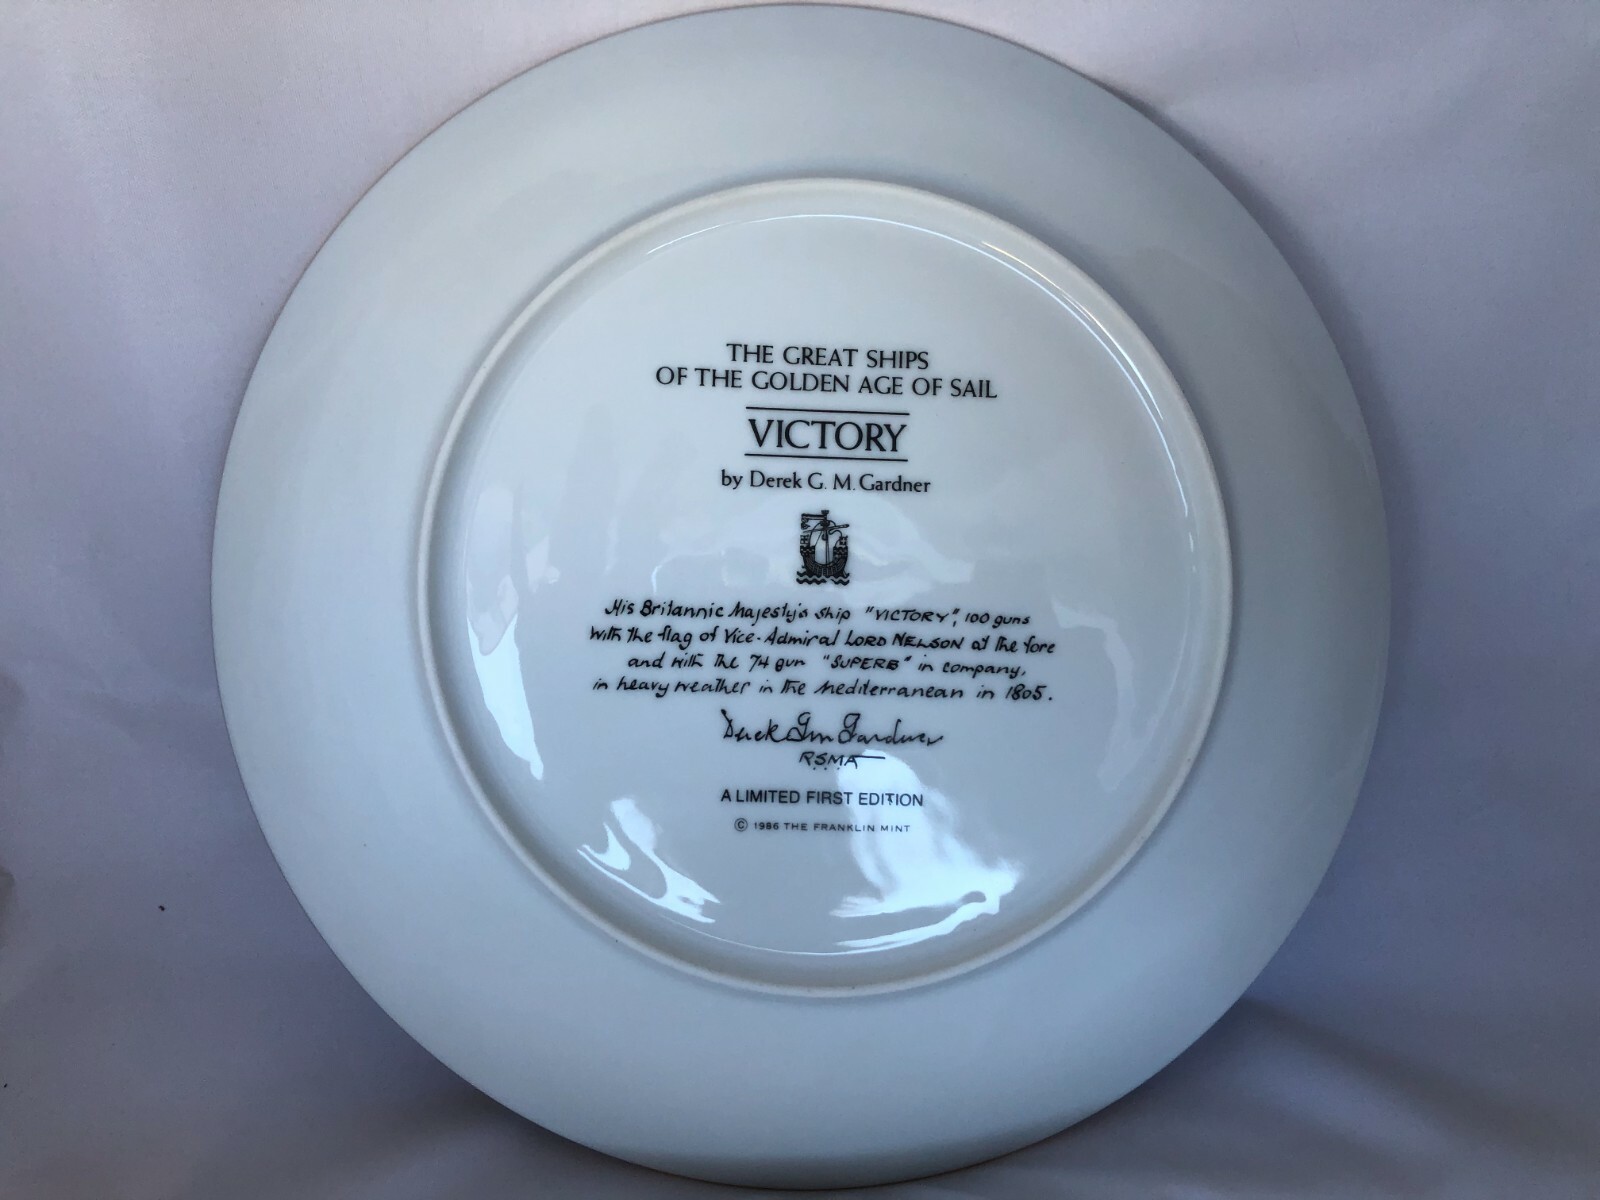 THE GREAT SHIPS
OF THE GOLDEN AGE OF SAIL
VICTORY
by Derek G. M. Gardner
His Britannic Majesty's ship "VICTORY", 100 guns
with the flag of Vice-Admiral LORD NELSON at the fore
and with the 74 gun "SUPERB" in company,
in heavy weather in the Mediterranean in 1805.
Derek G M Gardner
RSMA
A LIMITED FIRST EDITION
© 1986 THE FRANKLIN MINT